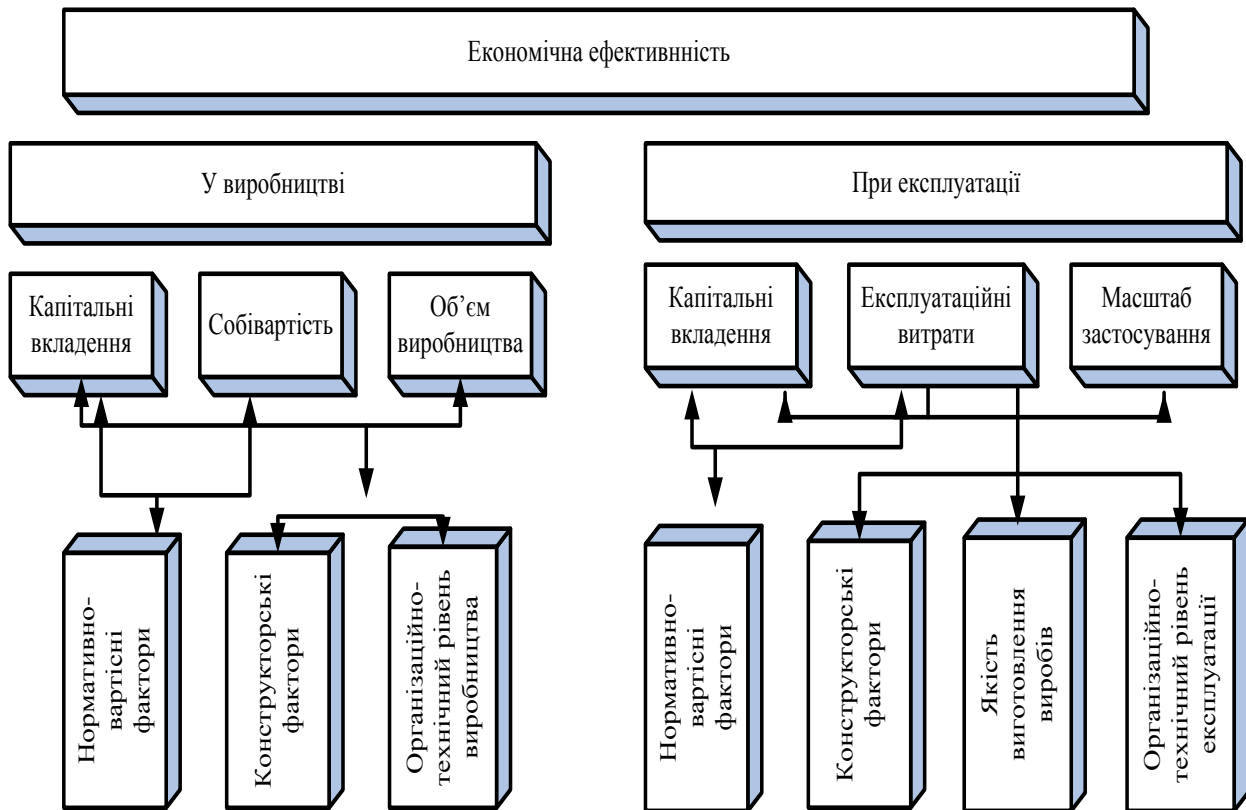 Економічна ефективнність
У виробництві
При експлуатації
Капітальні
вкладення
Собівартість
Об’єм
виробництва
Капітальні
вкладення
Експлуатаційні
витрати
Масштаб
застосування
Нормативно-
вартісні
фактори
Конструкторські
фактори
Організаційно-
технічний рівень
виробництва
Нормативно-
вартісні
фактори
Конструкторські
фактори
Якість
виготовлення
виробів
Організаційно-
технічний рівень
експлуатації